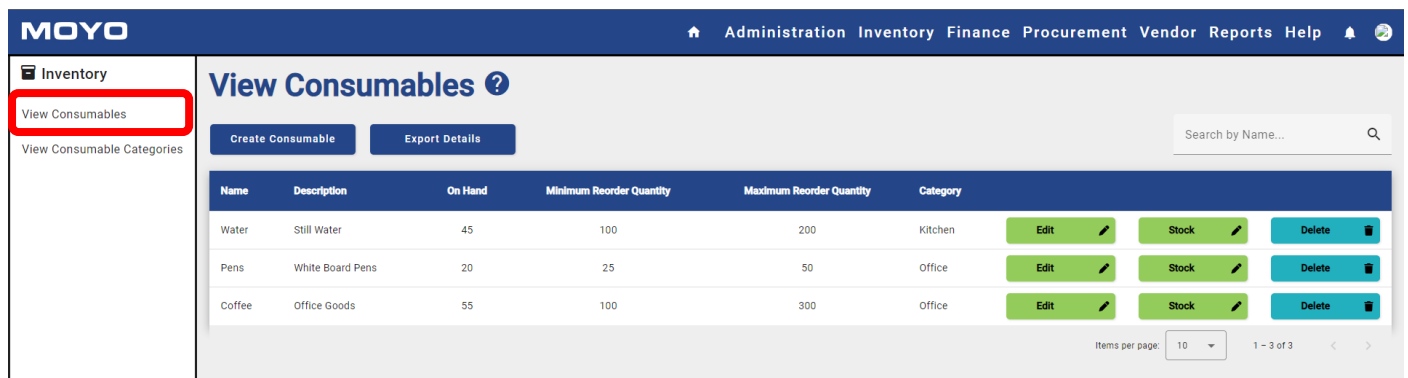 MOYO Administration Inventory Finance Procurement Vendor Reports Help
Inventory
View Consumables
View Consumable Categories
View Consumables ?
Create Consumable Export Details Search by Name...
Name Description On Hand Minimum Reorder Quantity Maximum Reorder Quantity Category
Water Still Water 45 100 200 Kitchen Edit Stock Delete
Pens White Board Pens 20 25 50 Office Edit Stock Delete
Coffee Office Goods 55 100 300 Office Edit Stock Delete
Items per page: 10 1 – 3 of 3